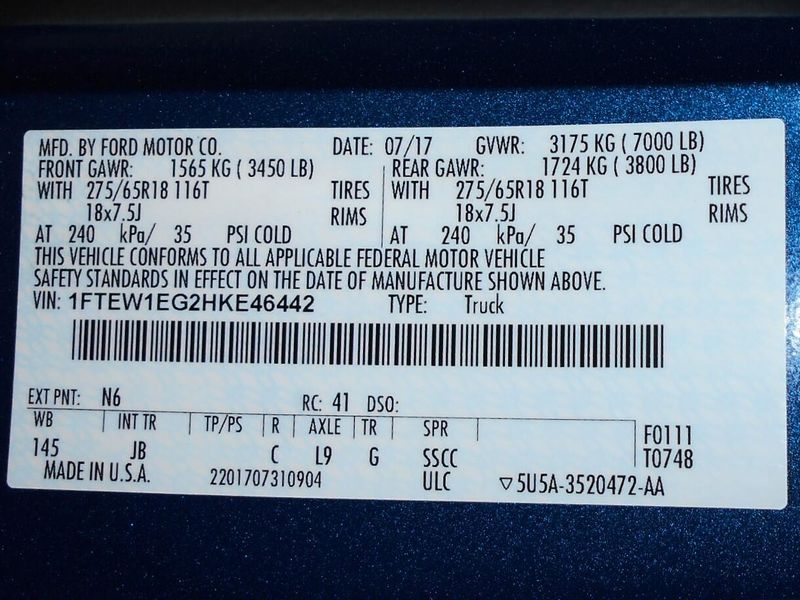 MFD. BY FORD MOTOR CO. DATE: 07/17 GVWR: 3175 KG ( 7000 LB)
FRONT GAWR: 1565 KG ( 3450 LB) REAR GAWR: 1724 KG ( 3800 LB)
WITH 275/65R18 116T TIRES WITH 275/65R18 116T TIRES
18x7.5J RIMS 18x7.5J RIMS
AT 240 kPa/ 35 PSI COLD AT 240 kPa/ 35 PSI COLD
THIS VEHICLE CONFORMS TO ALL APPLICABLE FEDERAL MOTOR VEHICLE
SAFETY STANDARDS IN EFFECT ON THE DATE OF MANUFACTURE SHOWN ABOVE.
VIN: 1FTEW1EG2HKE46442 TYPE: Truck
EXT PNT: N6 RC: 41 DSO:
WB INT TR TP/PS R AXLE TR SPR F0111
145 JB C L9 G SSCC T0748
MADE IN U.S.A. 2201707310904 ULC ▽5U5A-3520472-AA